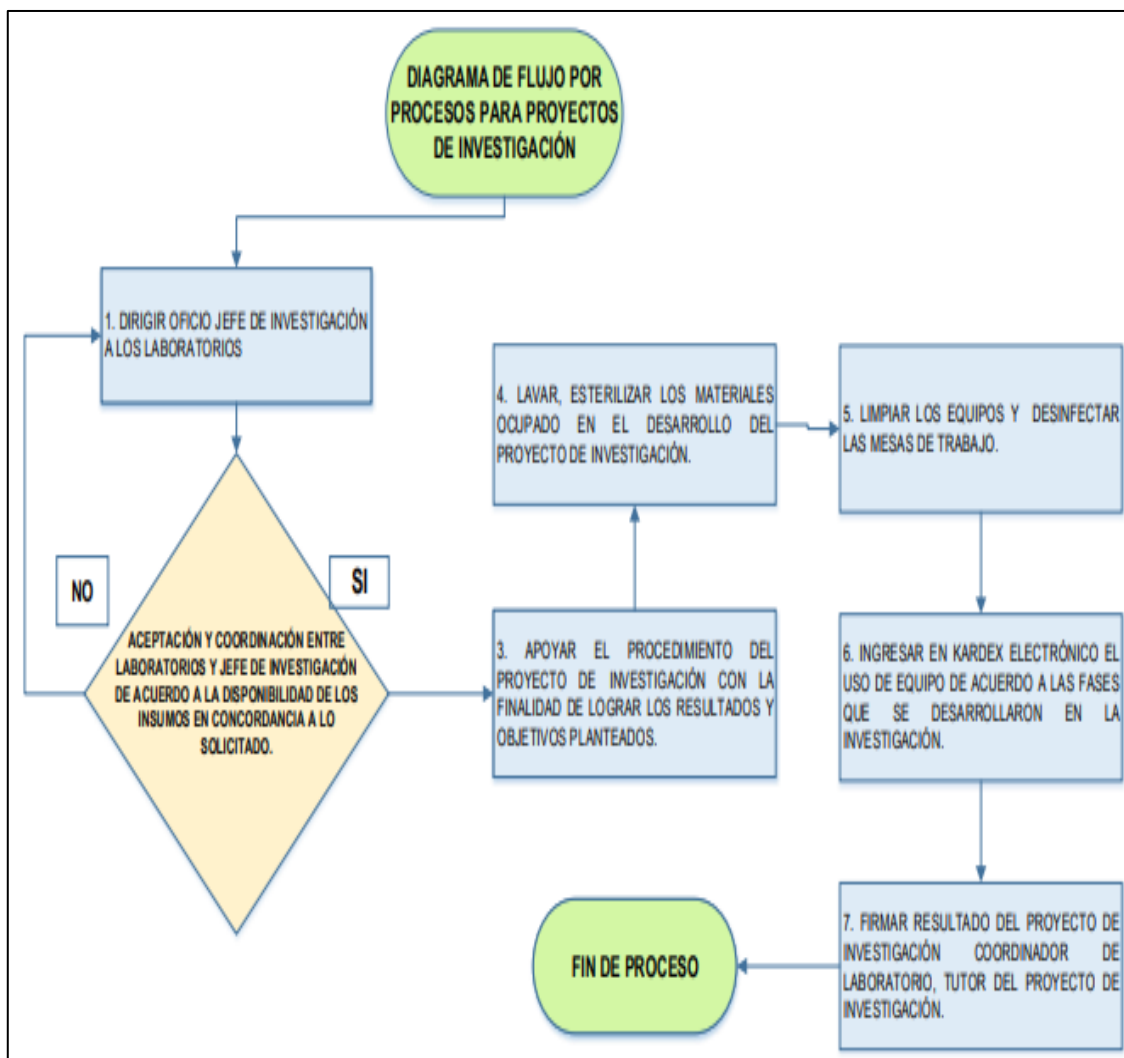 DIAGRAMA DE FLUJO POR
PROCESOS PARA PROYECTOS
DE INVESTIGACIÓN
1. DIRIGIR OFICIO JEFE DE INVESTIGACIÓN
A LOS LABORATORIOS
NO
SI
ACEPTACIÓN Y COORDINACIÓN ENTRE
LABORATORIOS Y JEFE DE INVESTIGACIÓN
DE ACUERDO A LA DISPONIBILIDAD DE LOS
INSUMOS EN CONCORDANCIA A LO
SOLICITADO.
3. APOYAR EL PROCEDIMIENTO DEL
PROYECTO DE INVESTIGACIÓN CON LA
FINALIDAD DE LOGRAR LOS RESULTADOS Y
OBJETIVOS PLANTEADOS.
4. LAVAR, ESTERILIZAR LOS MATERIALES
OCUPADO EN EL DESARROLLO DEL
PROYECTO DE INVESTIGACIÓN.
5. LIMPIAR LOS EQUIPOS Y DESINFECTAR
LAS MESAS DE TRABAJO.
6. INGRESAR EN KARDEX ELECTRÓNICO EL
USO DE EQUIPO DE ACUERDO A LAS FASES
QUE SE DESARROLLARON EN LA
INVESTIGACIÓN.
7. FIRMAR RESULTADO DEL PROYECTO DE
INVESTIGACIÓN COORDINADOR DE
LABORATORIO, TUTOR DEL PROYECTO DE
INVESTIGACIÓN.
FIN DE PROCESO